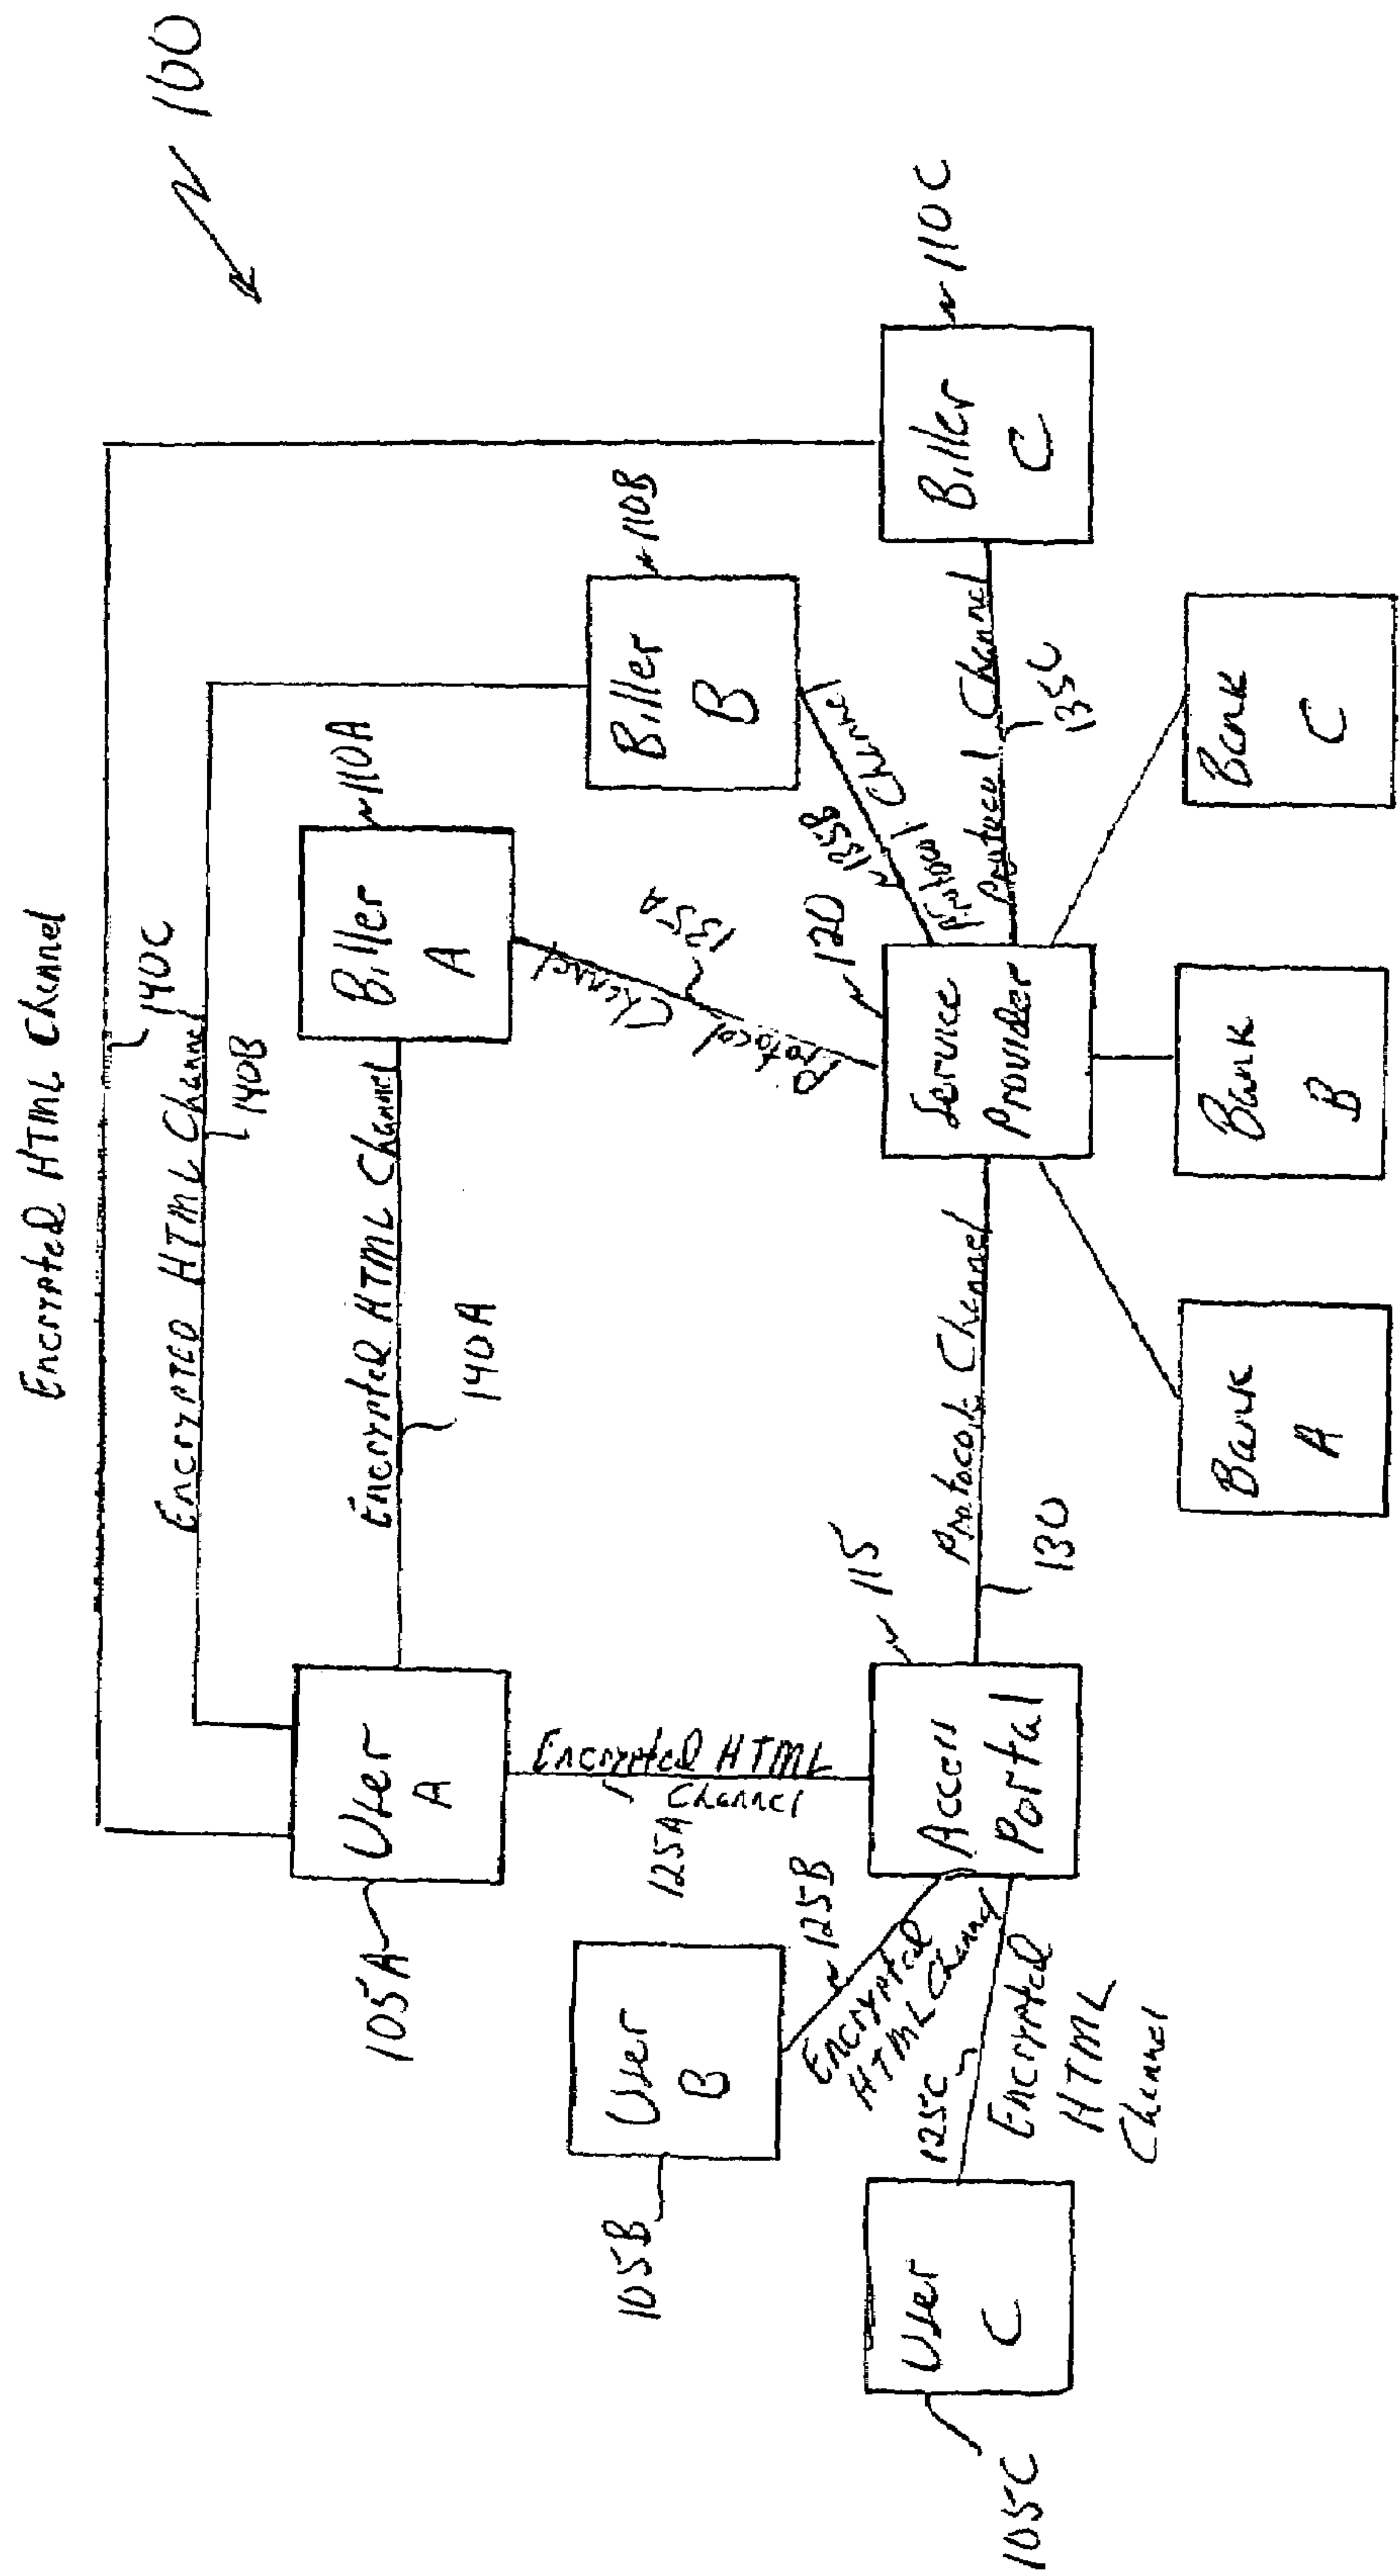 100
Encrypted HTML Channel
140C
Encrypted HTML Channel
140B
Encrypted HTML Channel
140A
User
A
105A
Biller
A
110A
Biller
B
110B
Biller
C
110C
User
B
105B
User
C
105C
Encrypted HTML
Channel
125A
Encrypted
HTML Channel
125B
Encrypted
HTML
Channel
125C
Access
Portal
115
Protocol Channel
130
Service
Provider
120
Protocol Channel
135A
Protocol Channel
135B
Protocol Channel
135C
Bank
A
Bank
B
Bank
C